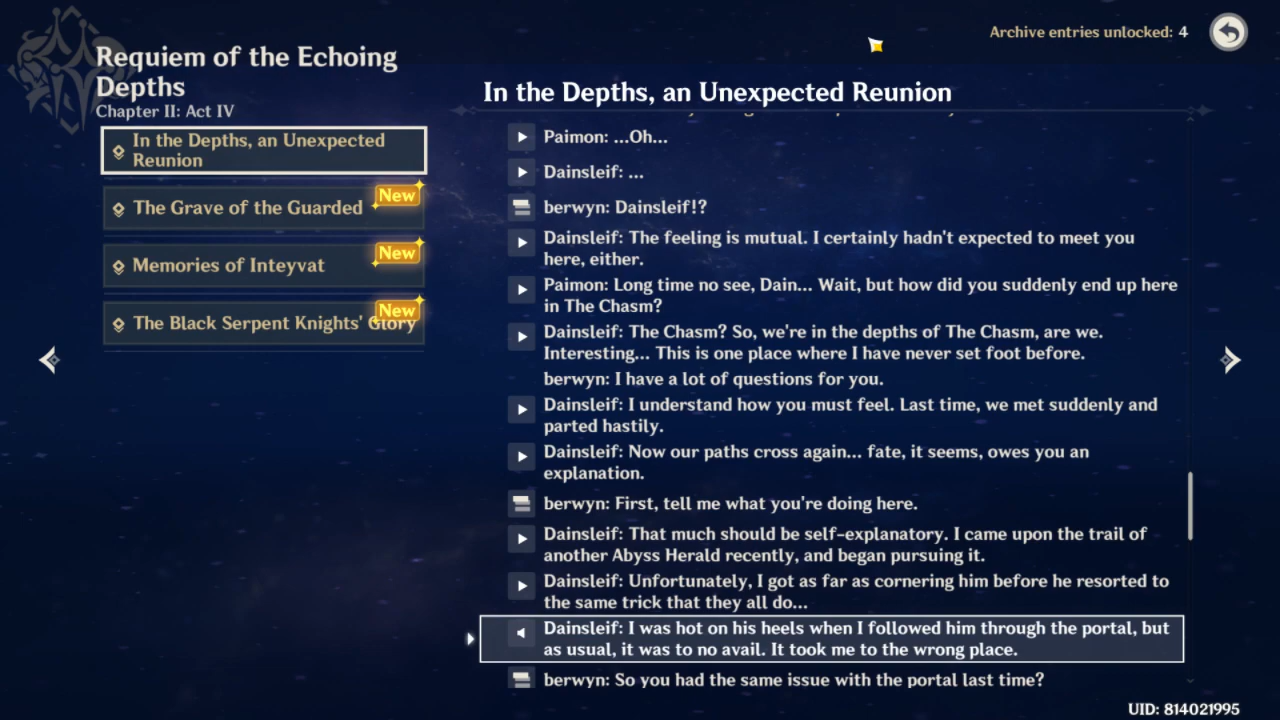 Archive entries unlocked: 4
Requiem of the Echoing
Depths
Chapter II: Act IV
In the Depths, an Unexpected
Reunion
New
The Grave of the Guarded
New
Memories of Inteyvat
New
The Black Serpent Knights' Glory
In the Depths, an Unexpected Reunion
Paimon: ...Oh...
Dainsleif: ...
berwyn: Dainsleif!?
Dainsleif: The feeling is mutual. I certainly hadn't expected to meet you
here, either.
Paimon: Long time no see, Dain... Wait, but how did you suddenly end up here
in The Chasm?
Dainsleif: The Chasm? So, we're in the depths of The Chasm, are we.
Interesting... This is one place where I have never set foot before.
berwyn: I have a lot of questions for you.
Dainsleif: I understand how you must feel. Last time, we met suddenly and
parted hastily.
Dainsleif: Now our paths cross again... fate, it seems, owes you an
explanation.
berwyn: First, tell me what you're doing here.
Dainsleif: That much should be self-explanatory. I came upon the trail of
another Abyss Herald recently, and began pursuing it.
Dainsleif: Unfortunately, I got as far as cornering him before he resorted to
the same trick that they all do...
Dainsleif: I was hot on his heels when I followed him through the portal, but
as usual, it was to no avail. It took me to the wrong place.
berwyn: So you had the same issue with the portal last time?
UID: 814021995